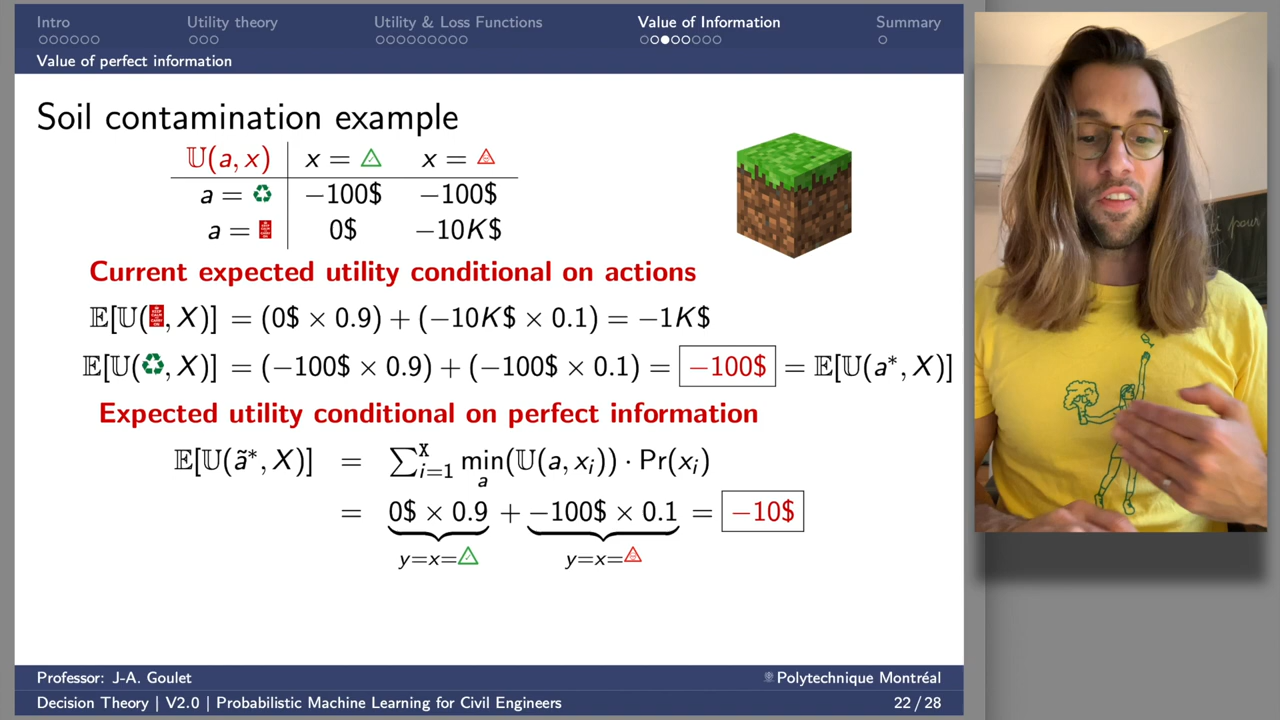 Intro Utility theory Utility & Loss Functions Value of Information Summary
Value of perfect information
Soil contamination example
𝕌(a, x) x = x =
a = −100$ −100$
a = 0$ −10K$
Current expected utility conditional on actions
𝔼[𝕌( , X)] = (0$ × 0.9) + (−10K$ × 0.1) = −1K$
𝔼[𝕌(♻, X)] = (−100$ × 0.9) + (−100$ × 0.1) = −100$ = 𝔼[𝕌(a*, X)]
Expected utility conditional on perfect information
𝔼[𝕌(ã*, X)] = ∑ᵢ₌₁ˣ min(𝕌(a, xᵢ)) · Pr(xᵢ)
a
= 0$ × 0.9 + −100$ × 0.1 = −10$
y=x= y=x=
Professor: J-A. Goulet Polytechnique Montréal
Decision Theory | V2.0 | Probabilistic Machine Learning for Civil Engineers 22 / 28